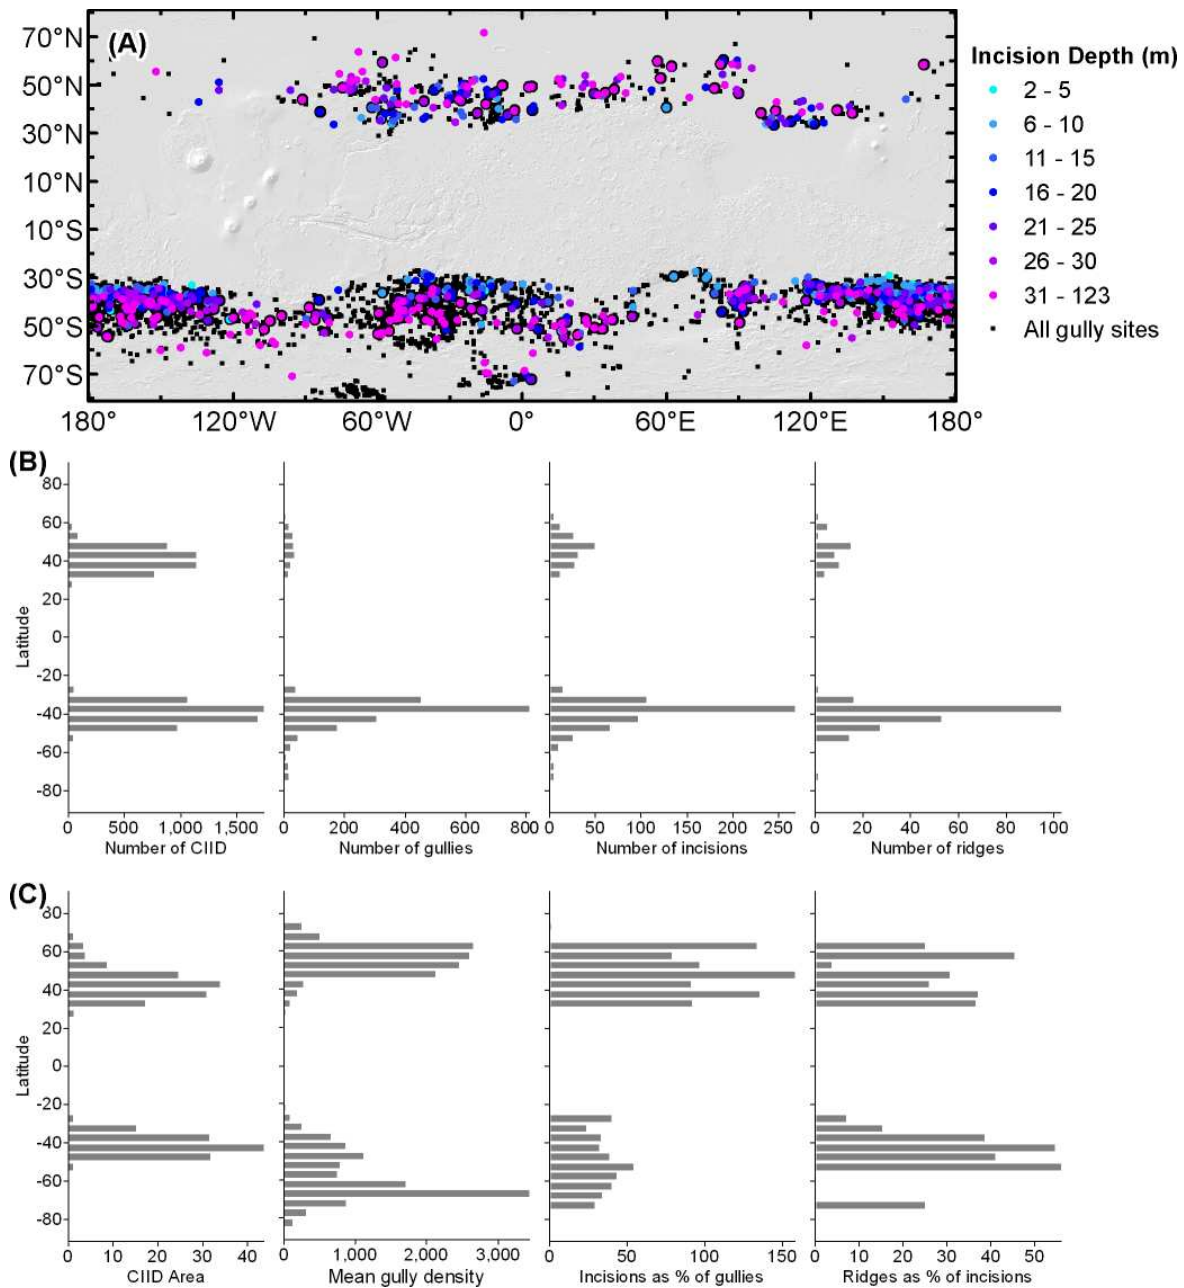 (A)
70°N
50°N
30°N
10°N
10°S
30°S
50°S
70°S
180° 120°W 60°W 0° 60°E 120°E 180°
Incision Depth (m)
2 - 5
6 - 10
11 - 15
16 - 20
21 - 25
26 - 30
31 - 123
All gully sites
(B)
Latitude
80
60
40
20
0
-20
-40
-60
-80
0 500 1,000 1,500
Number of CIID
0 200 400 600 800
Number of gullies
0 50 100 150 200 250
Number of incisions
0 20 40 60 80 100
Number of ridges
(C)
Latitude
80
60
40
20
0
-20
-40
-60
-80
0 10 20 30 40
CIID Area
0 1,000 2,000 3,000
Mean gully density
0 50 100 150
Incisions as % of gullies
0 10 20 30 40 50
Ridges as % of incisions